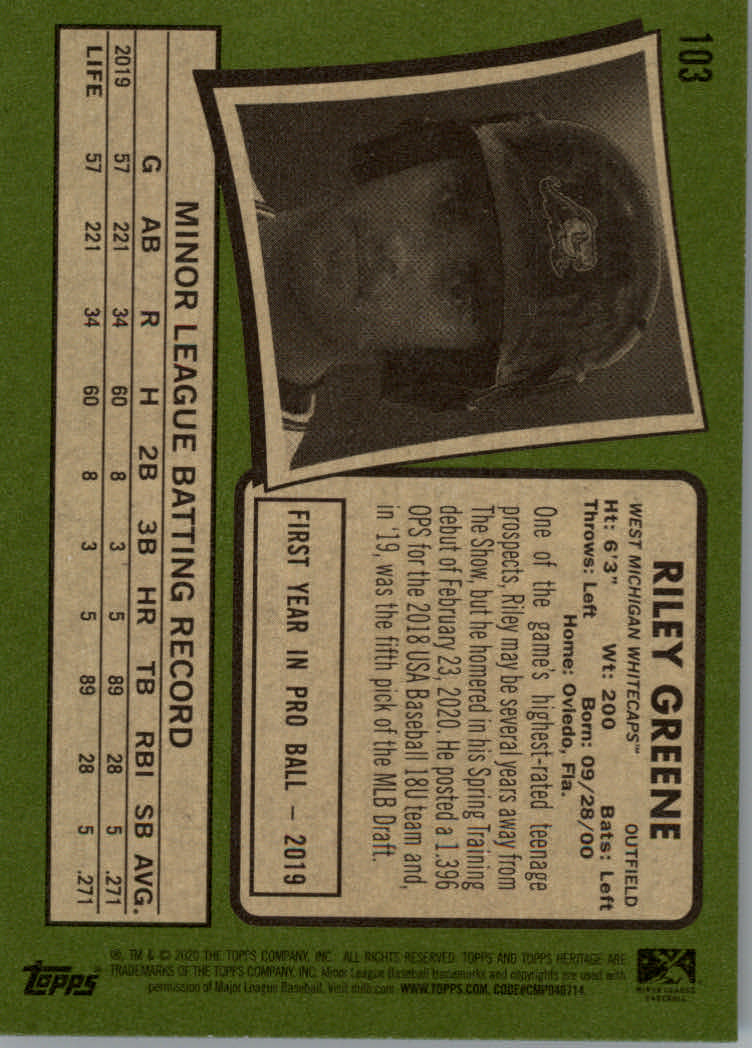 103
RILEY GREENE
WEST MICHIGAN WHITECAPS™ OUTFIELD
Ht: 6'3" Wt: 200 Bats: Left
Throws: Left Born: 09/28/00
Home: Oviedo, Fla.
One of the game's highest-rated teenage
prospects, Riley may be several years away from
The Show, but he homered in his Spring Training
debut of February 23, 2020. He posted a 1.396
OPS for the 2018 USA Baseball 18U team and,
in '19, was the fifth pick of the MLB Draft.
FIRST YEAR IN PRO BALL – 2019
MINOR LEAGUE BATTING RECORD
G AB R H 2B 3B HR TB RBI SB AVG.
2019 57 221 34 60 8 3 5 89 28 5 .271
LIFE 57 221 34 60 8 3 5 89 28 5 .271
MINOR LEAGUE
BASEBALL
®, TM & © 2020 THE TOPPS COMPANY, INC. ALL RIGHTS RESERVED. TOPPS AND TOPPS HERITAGE ARE
TRADEMARKS OF THE TOPPS COMPANY, INC. Minor League Baseball trademarks and copyrights are used with
permission of Major League Baseball. Visit milb.com. WWW.TOPPS.COM. CODE#CMP048714.
TOPPS